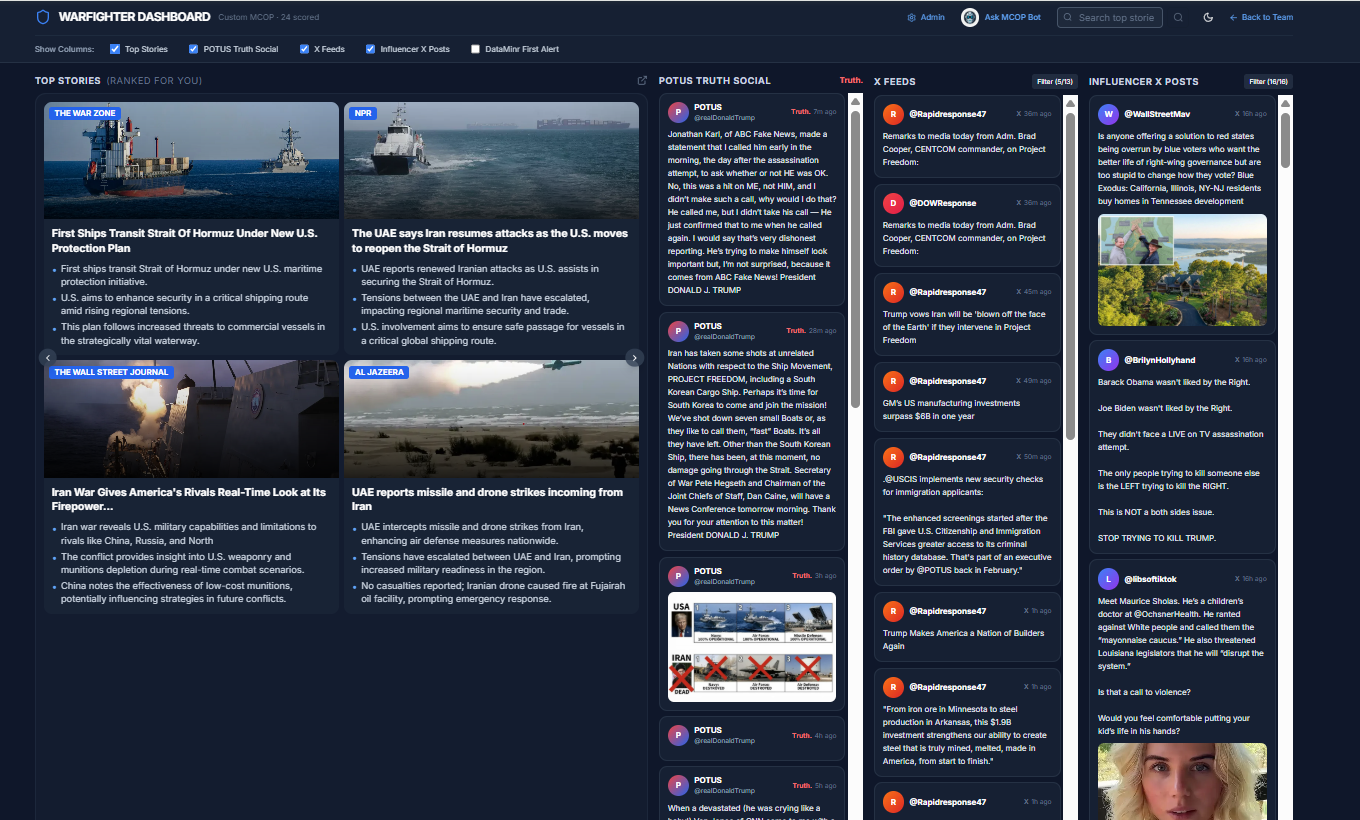 WARFIGHTER DASHBOARD
Custom MCOP · 24 scored
Admin
Ask MCOP Bot
Search top storie
Back to Team
Show Columns:
Top Stories
POTUS Truth Social
X Feeds
Influencer X Posts
DataMinr First Alert
TOP STORIES (RANKED FOR YOU)
THE WAR ZONE
First Ships Transit Strait Of Hormuz Under New U.S.
Protection Plan
• First ships transit Strait of Hormuz under new U.S. maritime
protection initiative.
• U.S. aims to enhance security in a critical shipping route
amid rising regional tensions.
• This plan follows increased threats to commercial vessels in
the strategically vital waterway.
NPR
The UAE says Iran resumes attacks as the U.S. moves
to reopen the Strait of Hormuz
• UAE reports renewed Iranian attacks as U.S. assists in
securing the Strait of Hormuz.
• Tensions between the UAE and Iran have escalated,
impacting regional maritime security and trade.
• U.S. involvement aims to ensure safe passage for vessels in
a critical global shipping route.
THE WALL STREET JOURNAL
Iran War Gives America's Rivals Real-Time Look at Its
Firepower...
• Iran war reveals U.S. military capabilities and limitations to
rivals like China, Russia, and North
• The conflict provides insight into U.S. weaponry and
munitions depletion during real-time combat scenarios.
• China notes the effectiveness of low-cost munitions,
potentially influencing strategies in future conflicts.
AL JAZEERA
UAE reports missile and drone strikes incoming from
Iran
• UAE intercepts missile and drone strikes from Iran,
enhancing air defense measures nationwide.
• Tensions have escalated between UAE and Iran, prompting
increased military readiness in the region.
• No casualties reported; Iranian drone caused fire at Fujairah
oil facility, prompting emergency response.
POTUS TRUTH SOCIAL
Truth.
P
POTUS
@realDonaldTrump
Truth. 7m ago
Jonathan Karl, of ABC Fake News, made a
statement that I called him early in the
morning, the day after the assassination
attempt, to ask whether or not HE was OK.
No, this was a hit on ME, not HIM, and I
didn't make such a call, why would I do that?
He called me, but I didn't take his call — He
just confirmed that to me when he called
again. I would say that's very dishonest
reporting. He's trying to make himself look
important but, I'm not surprised, because it
comes from ABC Fake News! President
DONALD J. TRUMP
P
POTUS
@realDonaldTrump
Truth. 28m ago
Iran has taken some shots at unrelated
Nations with respect to the Ship Movement,
PROJECT FREEDOM, including a South
Korean Cargo Ship. Perhaps it's time for
South Korea to come and join the mission!
We've shot down seven small Boats or, as
they like to call them, "fast" Boats. It's all
they have left. Other than the South Korean
Ship, there has been, at this moment, no
damage going through the Strait. Secretary
of War Pete Hegseth and Chairman of the
Joint Chiefs of Staff, Dan Caine, will have a
News Conference tomorrow morning. Thank
you for your attention to this matter!
President DONALD J. TRUMP
P
POTUS
@realDonaldTrump
Truth. 3h ago
USA
1
2
3
Navy:
100% OPERATIONAL
Air Force:
100% OPERATIONAL
Missile Defense:
100% OPERATIONAL
IRAN
DEAD
1
2
3
Navy:
DESTROYED
Air Force:
DESTROYED
Air Defense:
DESTROYED
P
POTUS
@realDonaldTrump
Truth. 4h ago
P
POTUS
@realDonaldTrump
Truth. 5h ago
When a devastated (he was crying like a
X FEEDS
Filter (5/13)
R
@Rapidresponse47
X 36m ago
Remarks to media today from Adm. Brad
Cooper, CENTCOM commander, on Project
Freedom:
D
@DOWResponse
X 36m ago
Remarks to media today from Adm. Brad
Cooper, CENTCOM commander, on Project
Freedom:
R
@Rapidresponse47
X 45m ago
Trump vows Iran will be 'blown off the face
of the Earth' if they intervene in Project
Freedom
R
@Rapidresponse47
X 49m ago
GM's US manufacturing investments
surpass $6B in one year
R
@Rapidresponse47
X 50m ago
.@USCIS implements new security checks
for immigration applicants:
"The enhanced screenings started after the
FBI gave U.S. Citizenship and Immigration
Services greater access to its criminal
history database. That's part of an executive
order by @POTUS back in February."
R
@Rapidresponse47
X 1h ago
Trump Makes America a Nation of Builders
Again
R
@Rapidresponse47
X 1h ago
"From iron ore in Minnesota to steel
production in Arkansas, this $1.9B
investment strengthens our ability to create
steel that is truly mined, melted, made in
America, from start to finish."
R
@Rapidresponse47
X 1h ago
INFLUENCER X POSTS
Filter (16/16)
W
@WallStreetMav
X 16h ago
Is anyone offering a solution to red states
being overrun by blue voters who want the
better life of right-wing governance but are
too stupid to change how they vote? Blue
Exodus: California, Illinois, NY-NJ residents
buy homes in Tennessee development
B
@BrilynHollyhand
X 16h ago
Barack Obama wasn't liked by the Right.
Joe Biden wasn't liked by the Right.
They didn't face a LIVE on TV assassination
attempt.
The only people trying to kill someone else
is the LEFT trying to kill the RIGHT.
This is NOT a both sides issue.
STOP TRYING TO KILL TRUMP.
L
@libsoftiktok
X 16h ago
Meet Maurice Sholas. He's a children's
doctor at @OchsnerHealth. He ranted
against White people and called them the
"mayonnaise caucus." He also threatened
Louisiana legislators that he will "disrupt the
system."
Is that a call to violence?
Would you feel comfortable putting your
kid's life in his hands?